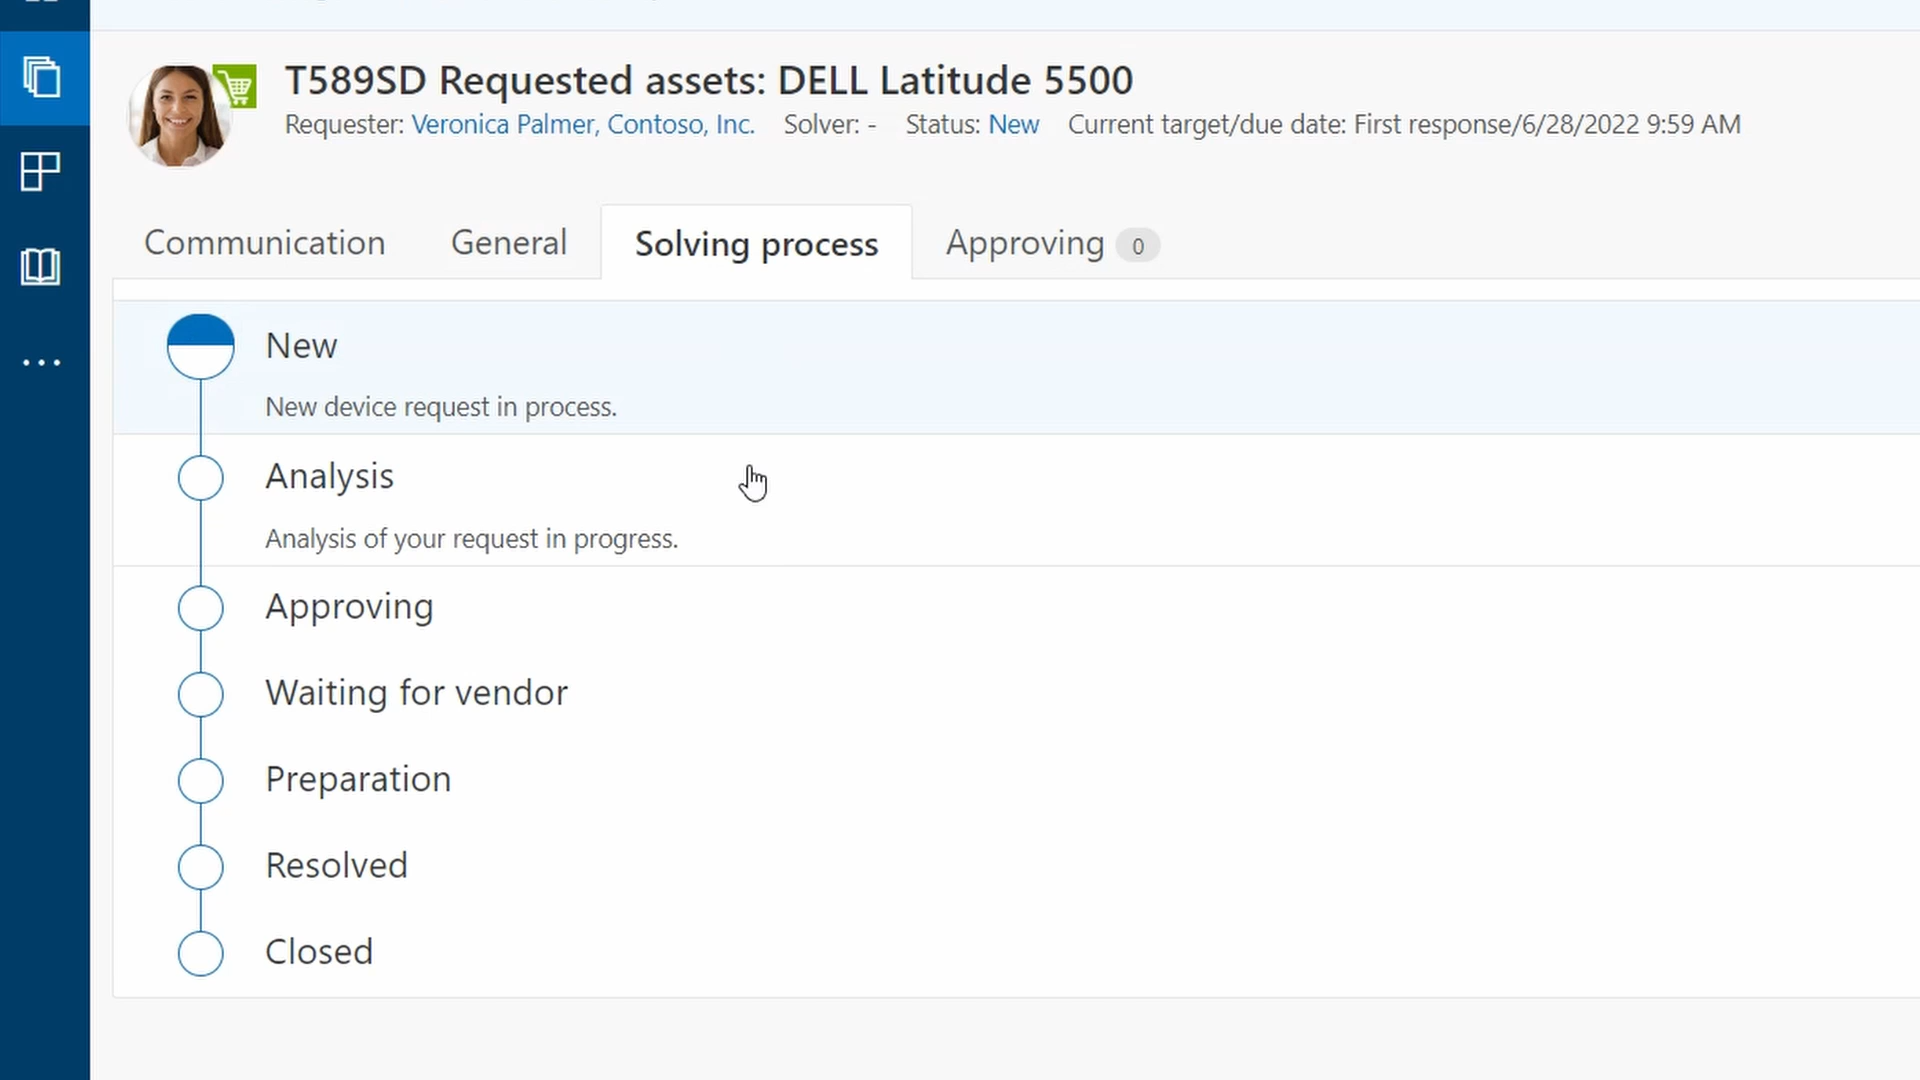 T589SD Requested assets: DELL Latitude 5500
Requester: Veronica Palmer, Contoso, Inc. Solver: - Status: New Current target/due date: First response/6/28/2022 9:59 AM
Communication General Solving process Approving 0
New
New device request in process.
Analysis
Analysis of your request in progress.
Approving
Waiting for vendor
Preparation
Resolved
Closed